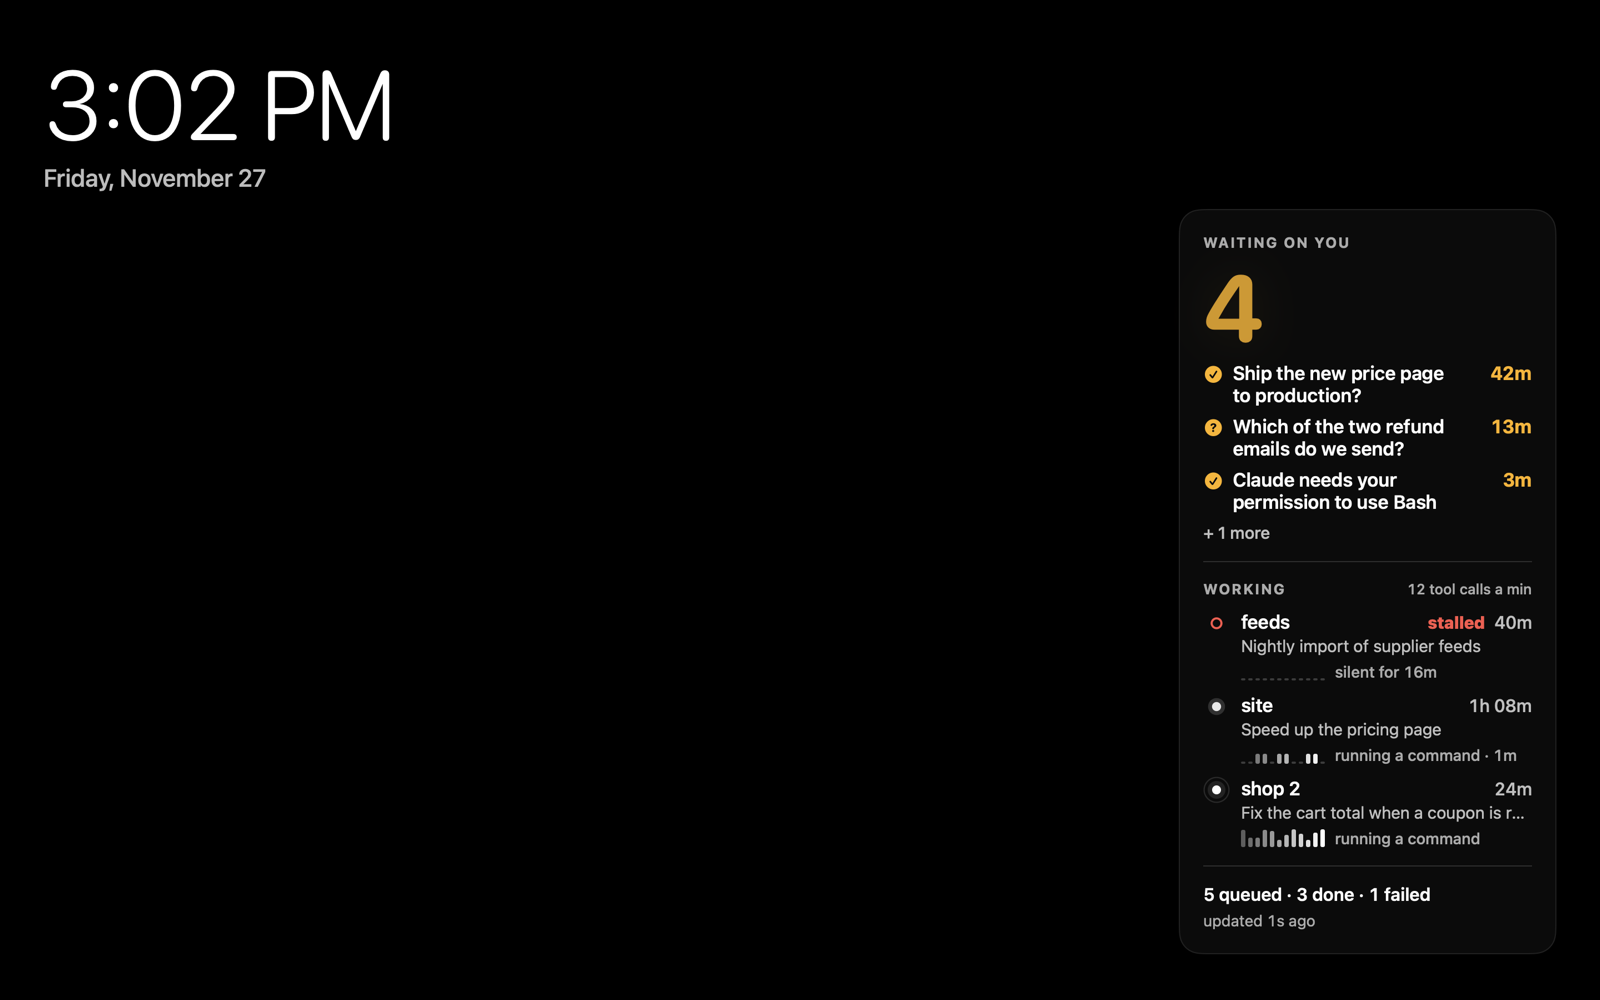 3:02 PM
Friday, November 27
WAITING ON YOU
4
Ship the new price page 42m
to production?
? Which of the two refund 13m
emails do we send?
Claude needs your 3m
permission to use Bash
+ 1 more
WORKING 12 tool calls a min
feeds stalled 40m
Nightly import of supplier feeds
silent for 16m
site 1h 08m
Speed up the pricing page
running a command · 1m
shop 2 24m
Fix the cart total when a coupon is r...
running a command
5 queued · 3 done · 1 failed
updated 1s ago